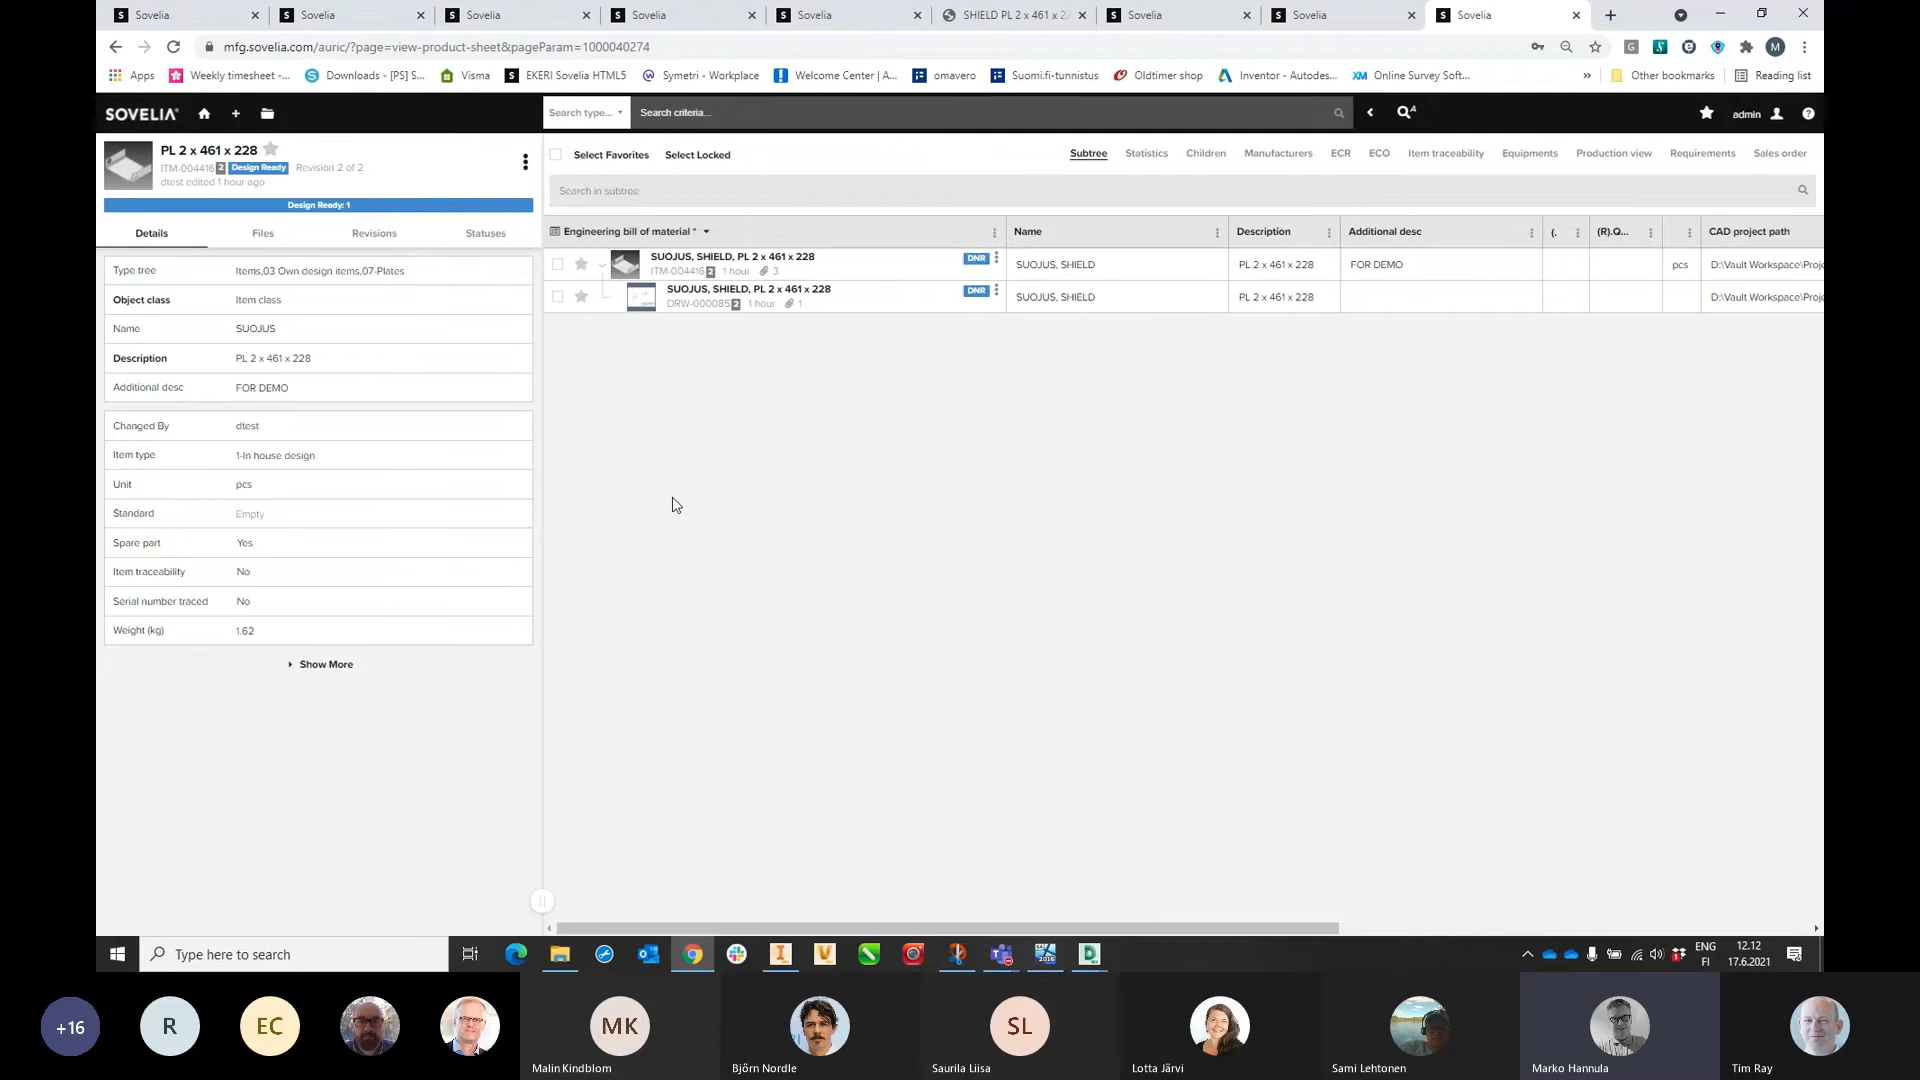 Sovelia
Sovelia
Sovelia
Sovelia
Sovelia
SHIELD PL 2 x 461 x 2
Sovelia
Sovelia
Sovelia
mfg.sovelia.com/auric/?page=view-product-sheet&pageParam=1000040274
M
Apps
Weekly timesheet -...
Downloads - [PS] S...
Visma
EKERI Sovelia HTML5
Symetri - Workplace
Welcome Center | A...
omavero
Suomi.fi-tunnistus
Oldtimer shop
Inventor - Autodes...
Online Survey Soft...
Other bookmarks
Reading list
SOVELIA
Search type...
Search criteria...
admin
PL 2 x 461 x 228
ITM-004416 2 Design Ready Revision 2 of 2
dtest edited 1 hour ago
Design Ready: 1
Details
Files
Revisions
Statuses
Type tree Items,03 Own design items,07-Plates
Object class Item class
Name SUOJUS
Description PL 2 x 461 x 228
Additional desc FOR DEMO
Changed By dtest
Item type 1-In house design
Unit pcs
Standard Empty
Spare part Yes
Item traceability No
Serial number traced No
Weight (kg) 1.62
Show More
Select Favorites
Select Locked
Subtree
Statistics
Children
Manufacturers
ECR
ECO
Item traceability
Equipments
Production view
Requirements
Sales order
Search in subtree
Engineering bill of material *
Name
Description
Additional desc
(.
(R).Q...
CAD project path
SUOJUS, SHIELD, PL 2 x 461 x 228
ITM-004416 2 1 hour 3
DNR
SUOJUS, SHIELD
PL 2 x 461 x 228
FOR DEMO
pcs
D:\Vault Workspace\Proje
SUOJUS, SHIELD, PL 2 x 461 x 228
DRW-000085 2 1 hour 1
DNR
SUOJUS, SHIELD
PL 2 x 461 x 228
D:\Vault Workspace\Proje
Type here to search
ENG
FI
12.12
17.6.2021
+16
R
EC
MK
Malin Kindblom
Björn Nordle
SL
Saurila Liisa
Lotta Järvi
Sami Lehtonen
Marko Hannula
Tim Ray